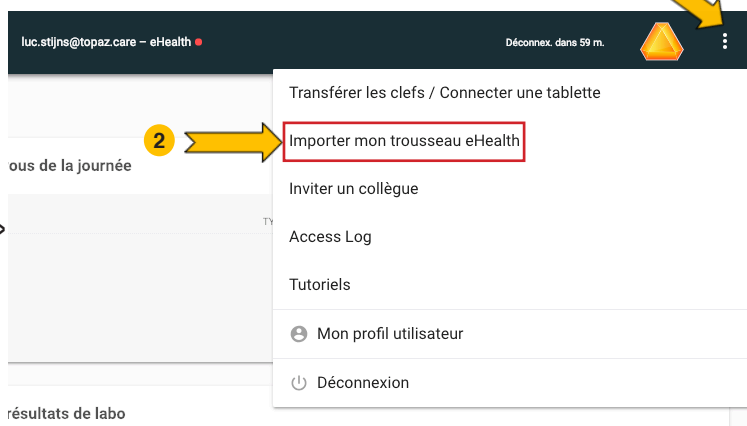 luc.stijns@topaz.care – eHealth
Déconnex. dans 59 m.
Transférer les clefs / Connecter une tablette
2
Importer mon trousseau eHealth
ous de la journée
Inviter un collègue
TY
Access Log
Tutoriels
Mon profil utilisateur
Déconnexion
résultats de labo